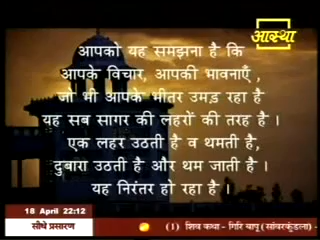 आस्था
आपको यह समझना है कि
आपके विचार, आपकी भावनाएँ ,
जो भी आपके भीतर उमड़ रहा है
यह सब सागर की लहरों की तरह है ।
एक लहर उठती है व थमती है,
दुबारा उठती है और थम जाती है ।
यह निरंतर हो रहा है ।
18 April 22:12
सीधे प्रसारण
(1) शिव कथा - गिरि बापू (सांवरकुंडला) -